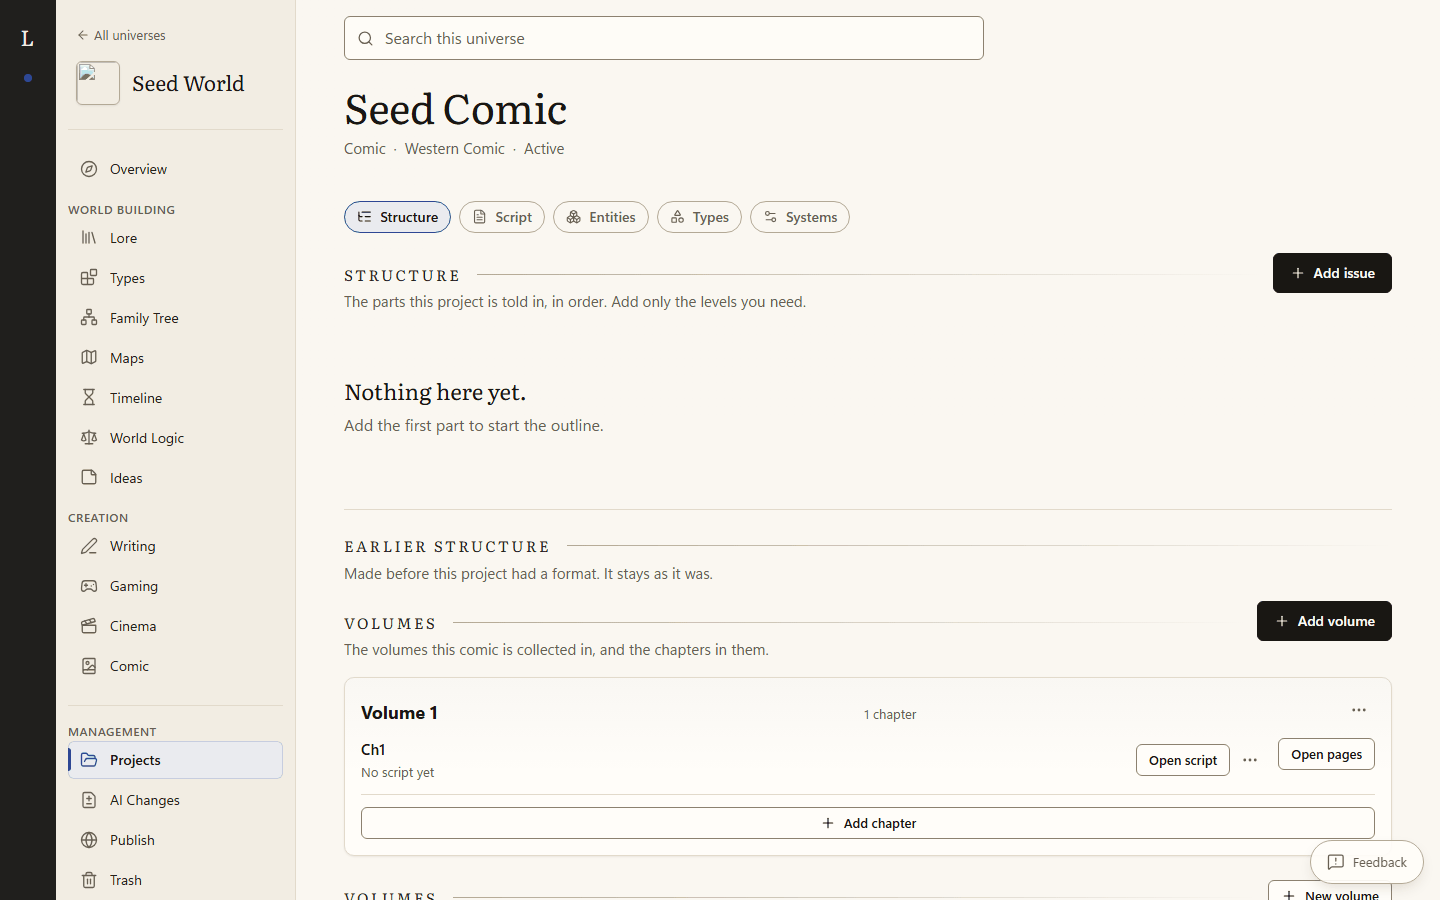 L
All universes
Seed World
Overview
WORLD BUILDING
Lore
Types
Family Tree
Maps
Timeline
World Logic
Ideas
CREATION
Writing
Gaming
Cinema
Comic
MANAGEMENT
Projects
AI Changes
Publish
Trash
Search this universe
Seed Comic
Comic · Western Comic · Active
Structure
Script
Entities
Types
Systems
STRUCTURE
Add issue
The parts this project is told in, in order. Add only the levels you need.
Nothing here yet.
Add the first part to start the outline.
EARLIER STRUCTURE
Made before this project had a format. It stays as it was.
VOLUMES
Add volume
The volumes this comic is collected in, and the chapters in them.
Volume 1
1 chapter
Ch1
No script yet
Open script
Open pages
Add chapter
Feedback
VOLUMES
New volume